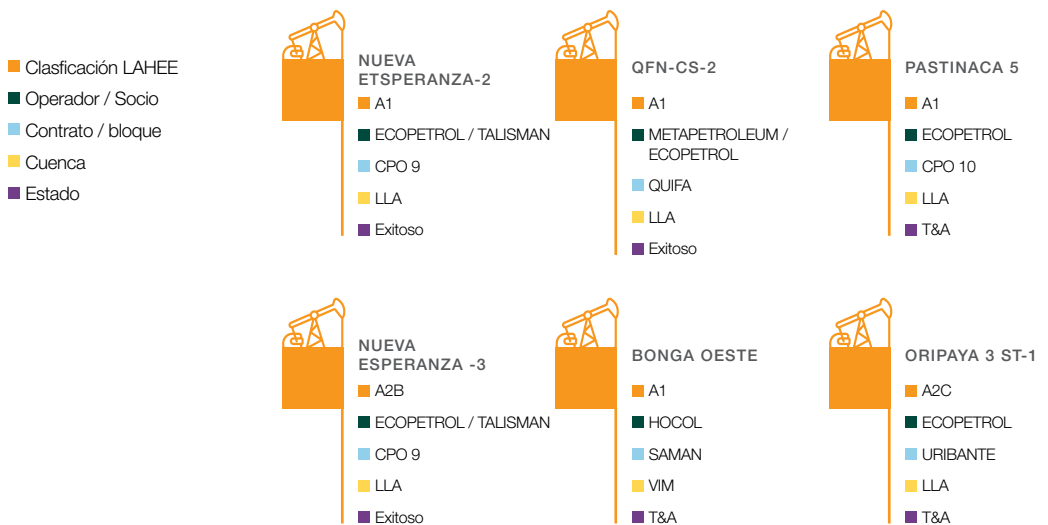 Clasficación LAHEE
Operador / Socio
Contrato / bloque
Cuenca
Estado
NUEVA
ETSPERANZA-2
A1
ECOPETROL / TALISMAN
CPO 9
LLA
Exitoso
QFN-CS-2
A1
METAPETROLEUM /
ECOPETROL
QUIFA
LLA
Exitoso
PASTINACA 5
A1
ECOPETROL
CPO 10
LLA
T&A
NUEVA
ESPERANZA -3
A2B
ECOPETROL / TALISMAN
CPO 9
LLA
Exitoso
BONGA OESTE
A1
HOCOL
SAMAN
VIM
T&A
ORIPAYA 3 ST-1
A2C
ECOPETROL
URIBANTE
LLA
T&A